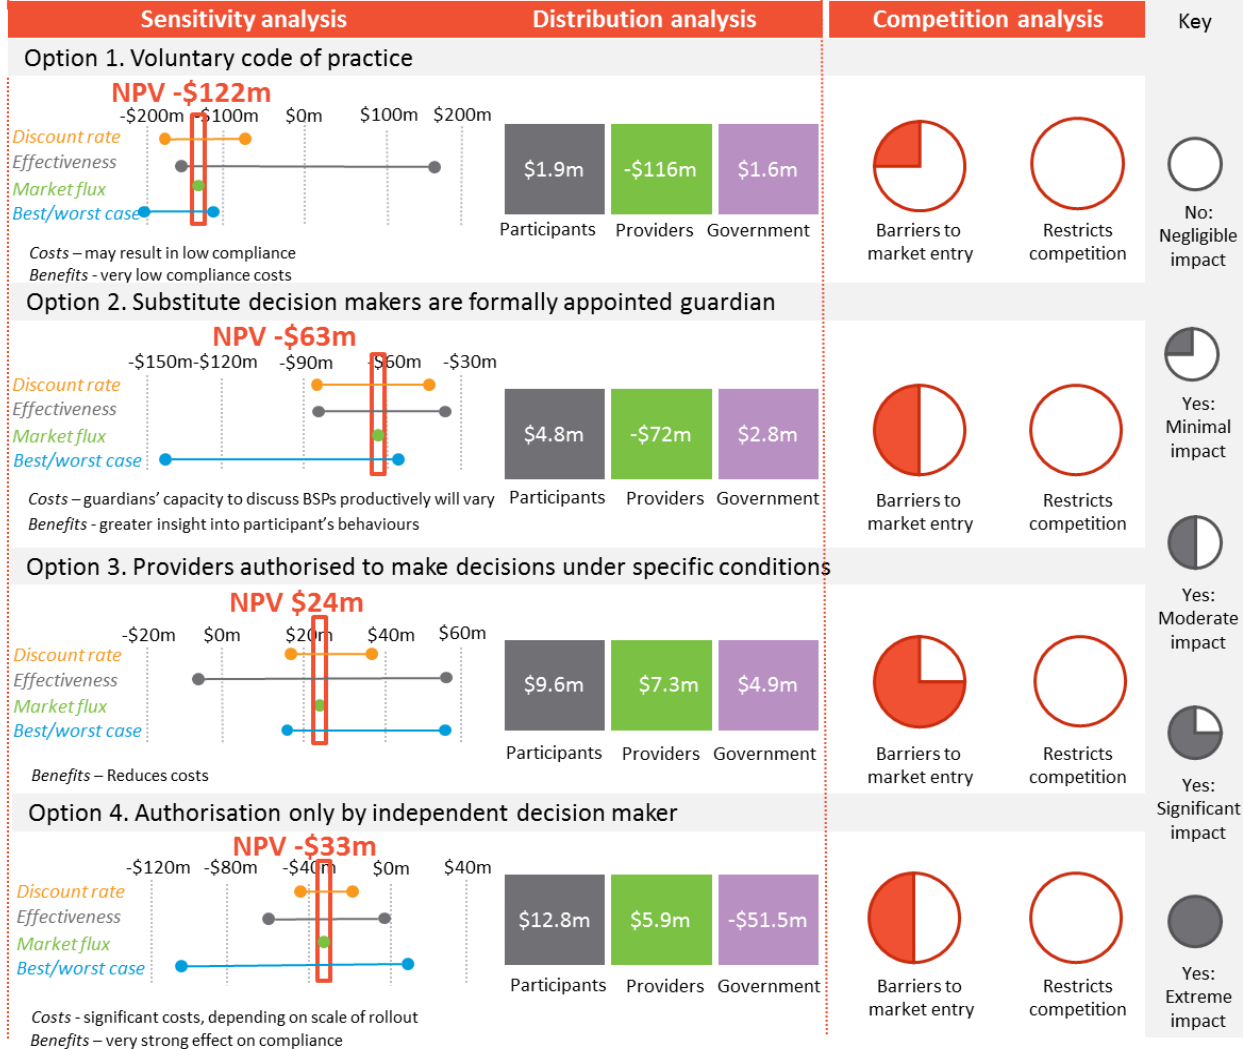 Sensitivity analysis
Distribution analysis
Competition analysis
Key
Option 1. Voluntary code of practice
NPV -$122m
-$200m -$100m $0m $100m $200m
Discount rate
Effectiveness
Market flux
Best/worst case
Costs – may result in low compliance
Benefits - very low compliance costs
$1.9m -$116m $1.6m
Participants Providers Government
Barriers to
market entry
Restricts
competition
Option 2. Substitute decision makers are formally appointed guardian
NPV -$63m
-$150m -$120m -$90m -$60m -$30m
Discount rate
Effectiveness
Market flux
Best/worst case
Costs – guardians’ capacity to discuss BSPs productively will vary
Benefits - greater insight into participant’s behaviours
$4.8m -$72m $2.8m
Participants Providers Government
Barriers to
market entry
Restricts
competition
Option 3. Providers authorised to make decisions under specific conditions
NPV $24m
-$20m $0m $20m $40m $60m
Discount rate
Effectiveness
Market flux
Best/worst case
Benefits – Reduces costs
$9.6m $7.3m $4.9m
Participants Providers Government
Barriers to
market entry
Restricts
competition
Option 4. Authorisation only by independent decision maker
NPV -$33m
-$120m -$80m -$40m $0m $40m
Discount rate
Effectiveness
Market flux
Best/worst case
Costs - significant costs, depending on scale of rollout
Benefits – very strong effect on compliance
$12.8m $5.9m -$51.5m
Participants Providers Government
Barriers to
market entry
Restricts
competition
No:
Negligible
impact
Yes:
Minimal
impact
Yes:
Moderate
impact
Yes:
Significant
impact
Yes:
Extreme
impact